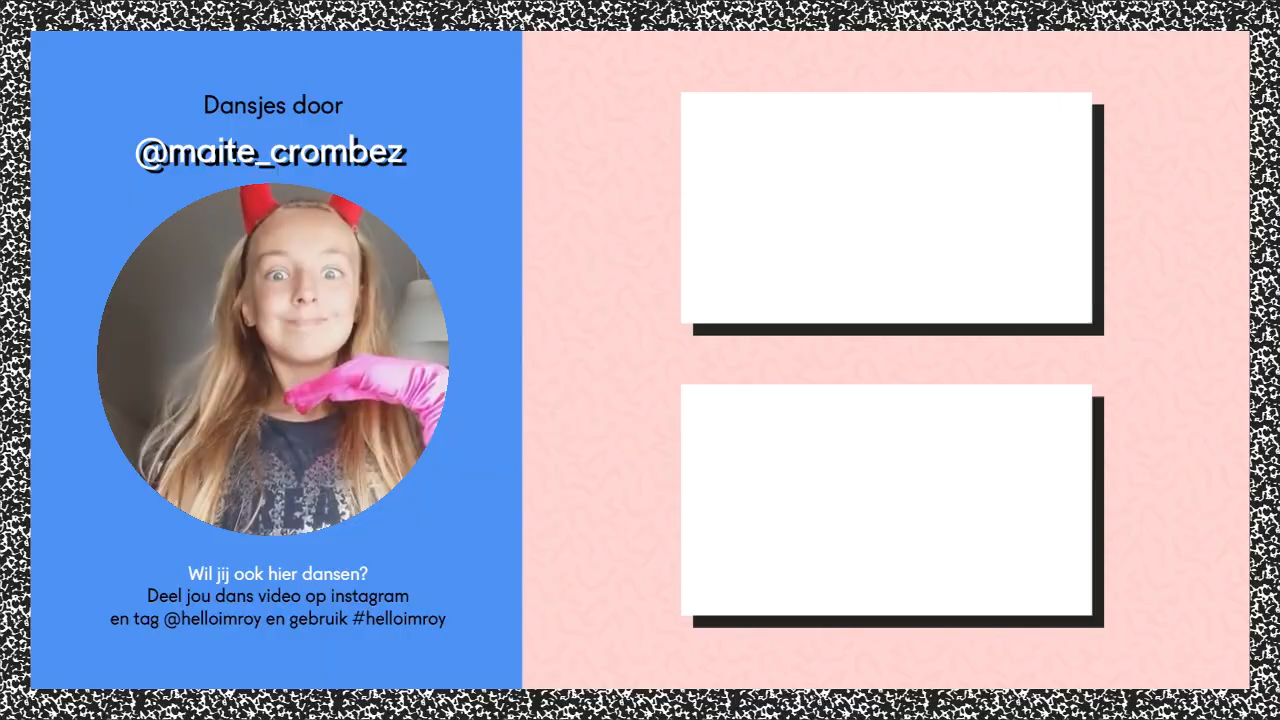 Dansjes door
@maite_crombez
Wil jij ook hier dansen?
Deel jou dans video op instagram
en tag @helloimroy en gebruik #helloimroy